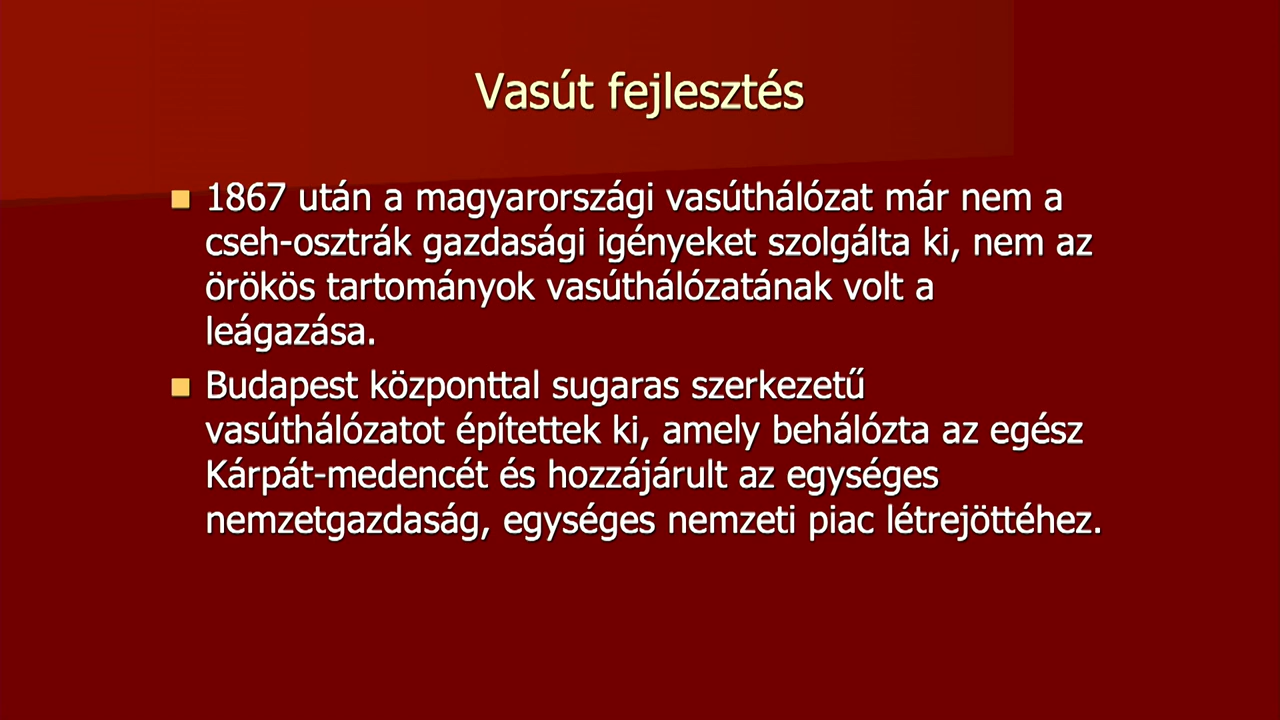 Vasút fejlesztés
1867 után a magyarországi vasúthálózat már nem a
cseh-osztrák gazdasági igényeket szolgálta ki, nem az
örökös tartományok vasúthálózatának volt a
leágazása.
Budapest központtal sugaras szerkezetű
vasúthálózatot építettek ki, amely behálózta az egész
Kárpát-medencét és hozzájárult az egységes
nemzetgazdaság, egységes nemzeti piac létrejöttéhez.